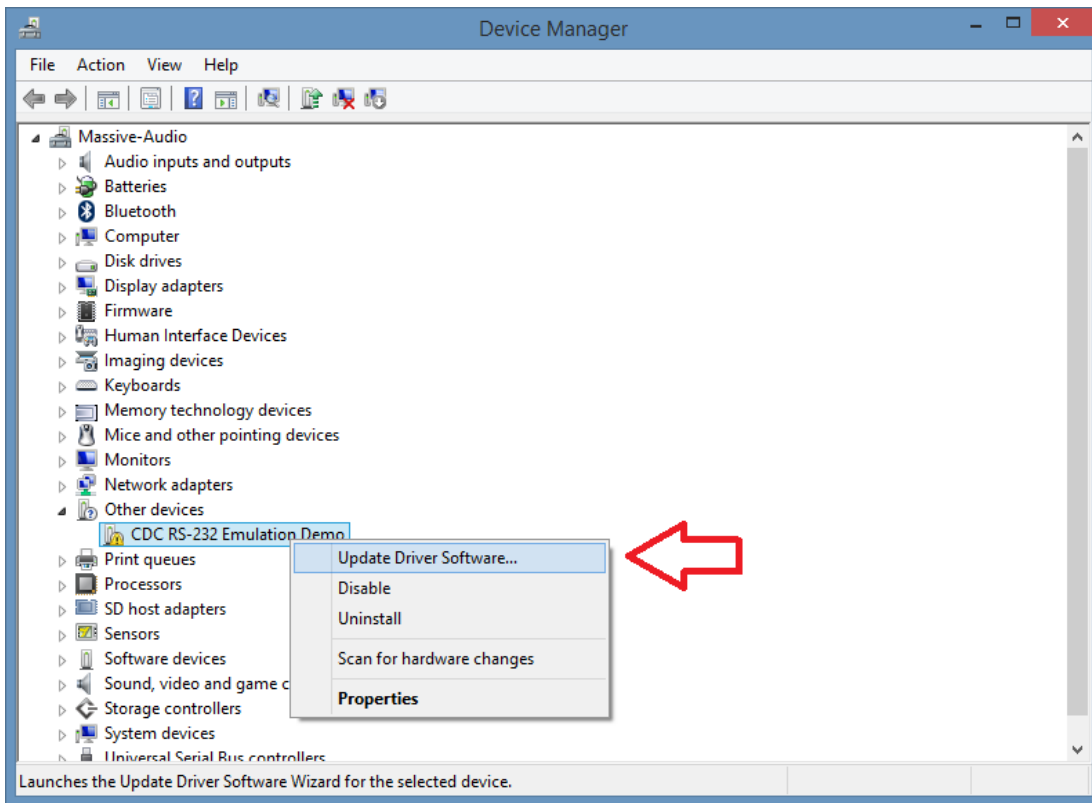 Device Manager
File Action View Help
Massive-Audio
Audio inputs and outputs
Batteries
Bluetooth
Computer
Disk drives
Display adapters
Firmware
Human Interface Devices
Imaging devices
Keyboards
Memory technology devices
Mice and other pointing devices
Monitors
Network adapters
Other devices
CDC RS-232 Emulation Demo
Print queues
Processors
SD host adapters
Sensors
Software devices
Sound, video and game c
Storage controllers
System devices
Universal Serial Bus controllers
Update Driver Software...
Disable
Uninstall
Scan for hardware changes
Properties
Launches the Update Driver Software Wizard for the selected device.